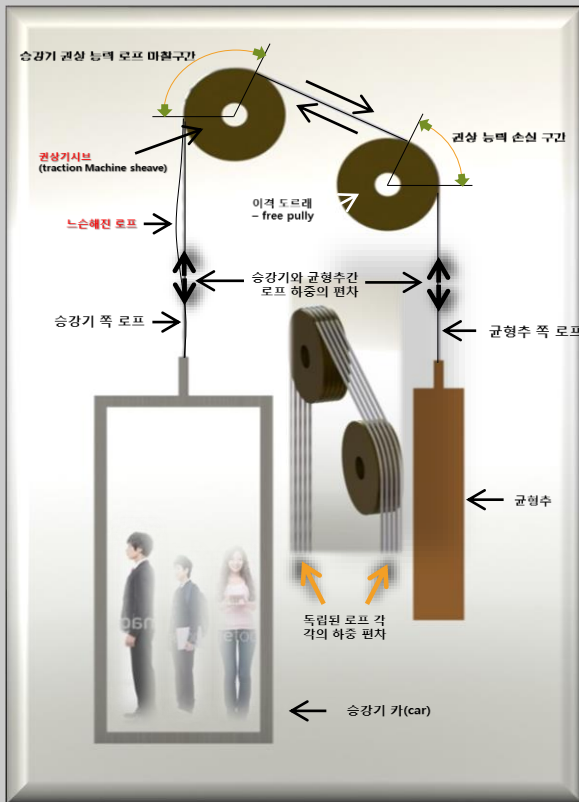 승강기 권상 능력 로프 마찰구간
권상 능력 손실 구간
권상기시브
(traction Machine sheave)
이격 도르래
– free pully
느슨해진 로프
승강기와 균형추간
로프 하중의 편차
승강기 쪽 로프
균형추 쪽 로프
균형추
독립된 로프 각
각의 하중 편차
승강기 카(car)